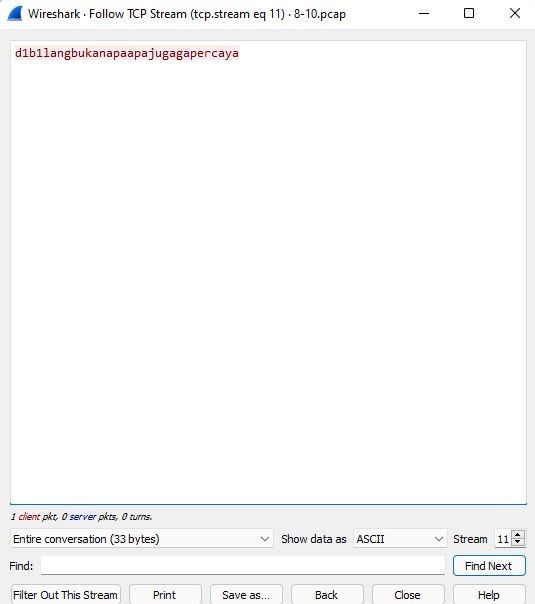 Wireshark · Follow TCP Stream (tcp.stream eq 11) · 8-10.pcap
d1b1langbukanapaapajugagapercaya
1 client pkt, 0 server pkts, 0 turns.
Entire conversation (33 bytes) Show data as ASCII Stream 11
Find: Find Next
Filter Out This Stream Print Save as... Back Close Help